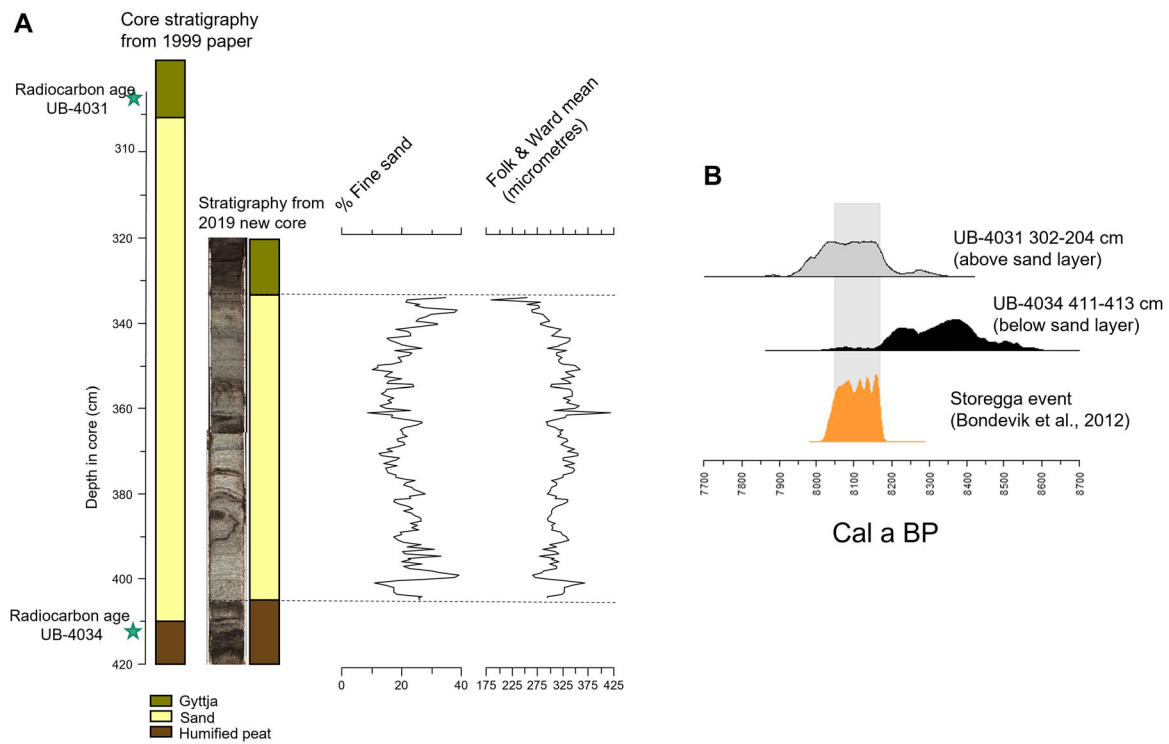 A
Core stratigraphy
from 1999 paper
Radiocarbon age
UB-4031
Stratigraphy from
2019 new core
% Fine sand
Folk & Ward mean
(micrometres)
310
320
340
360
380
400
420
Depth in core (cm)
Radiocarbon age
UB-4034
0 20 40
175 225 275 325 375 425
Gyttja
Sand
Humified peat
B
UB-4031 302-204 cm
(above sand layer)
UB-4034 411-413 cm
(below sand layer)
Storegga event
(Bondevik et al., 2012)
7700 7800 7900 8000 8100 8200 8300 8400 8500 8600 8700
Cal a BP